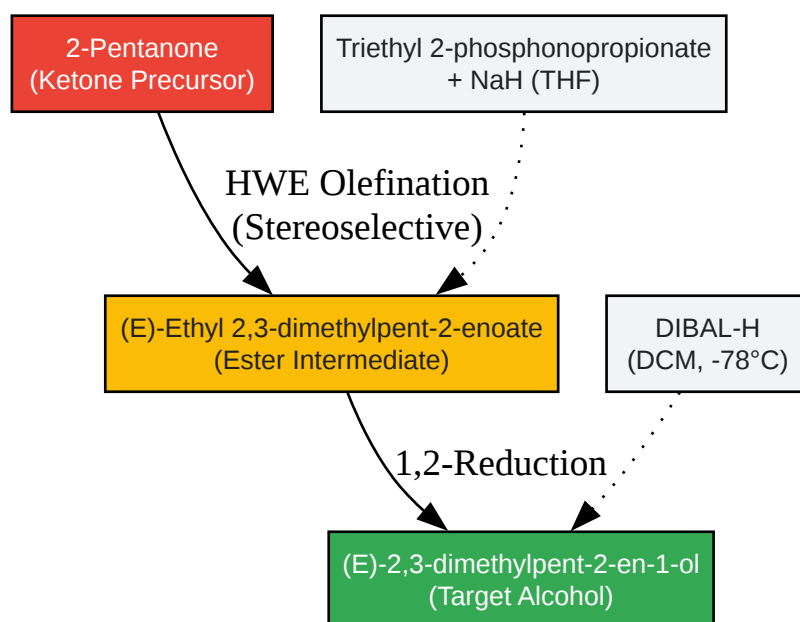 2-Pentanone
(Ketone Precursor)
Triethyl 2-phosphonopropionate
+ NaH (THF)
HWE Olefination
(Stereoselective)
(E)-Ethyl 2,3-dimethylpent-2-enoate
(Ester Intermediate)
DIBAL-H
(DCM, -78°C)
1,2-Reduction
(E)-2,3-dimethylpent-2-en-1-ol
(Target Alcohol)